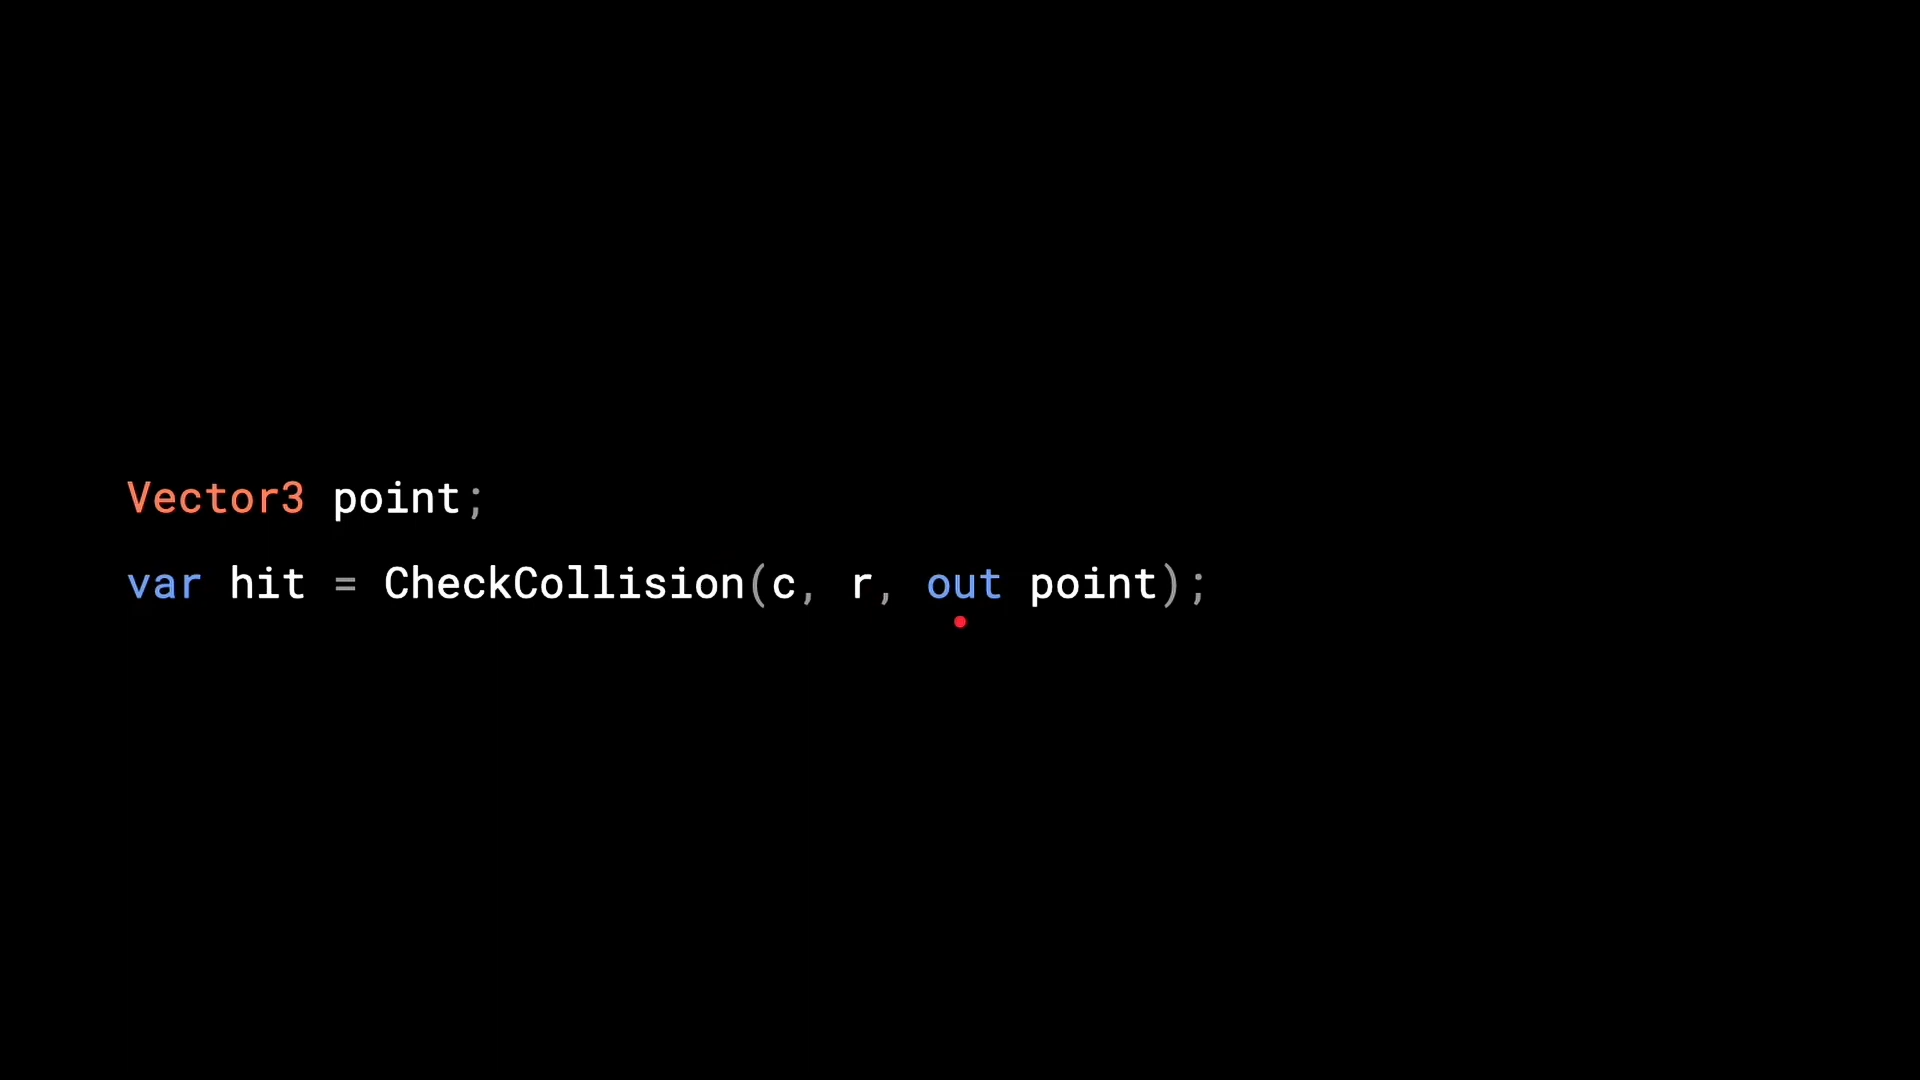 Vector3 point;
var hit = CheckCollision(c, r, out point);